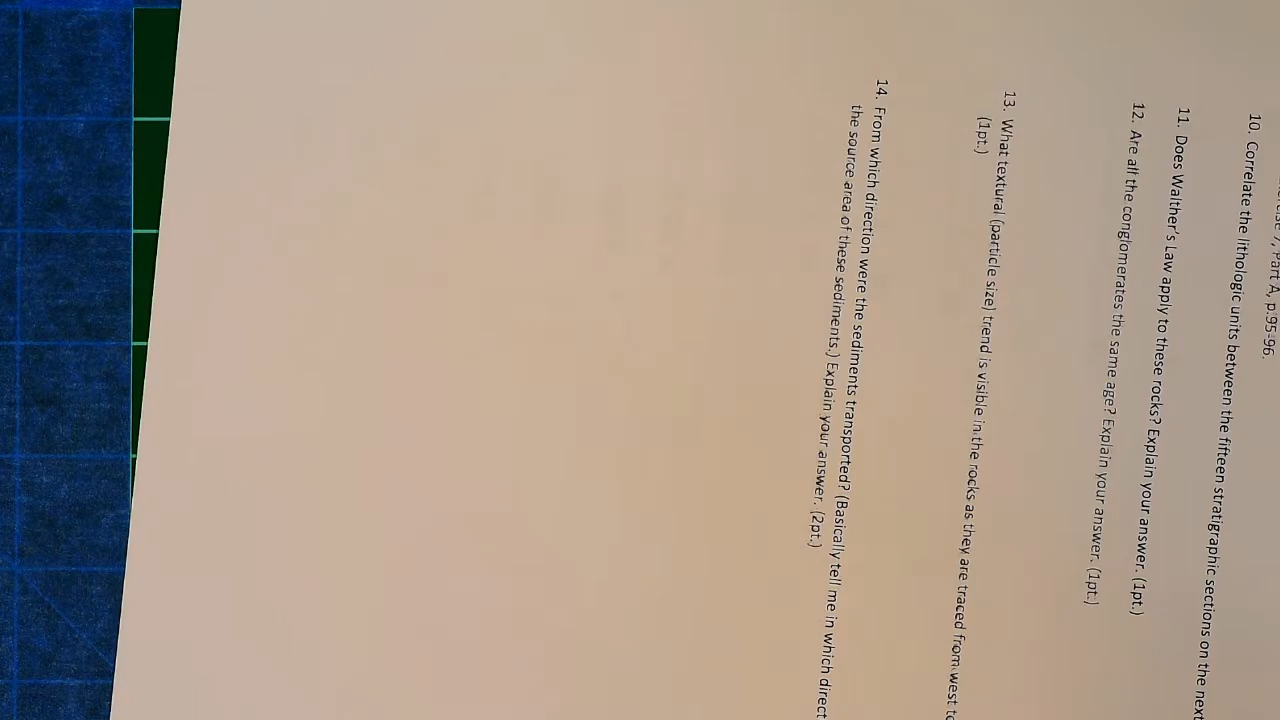 Part A, p.95-96.
10. Correlate the lithologic units between the fifteen stratigraphic sections on the next
11. Does Walther's Law apply to these rocks? Explain your answer. (1pt.)
12. Are all the conglomerates the same age? Explain your answer. (1pt.)
13. What textural (particle size) trend is visible in the rocks as they are traced from west to
(1pt.)
14. From which direction were the sediments transported? (Basically tell me in which direct
the source area of these sediments.) Explain your answer. (2pt.)